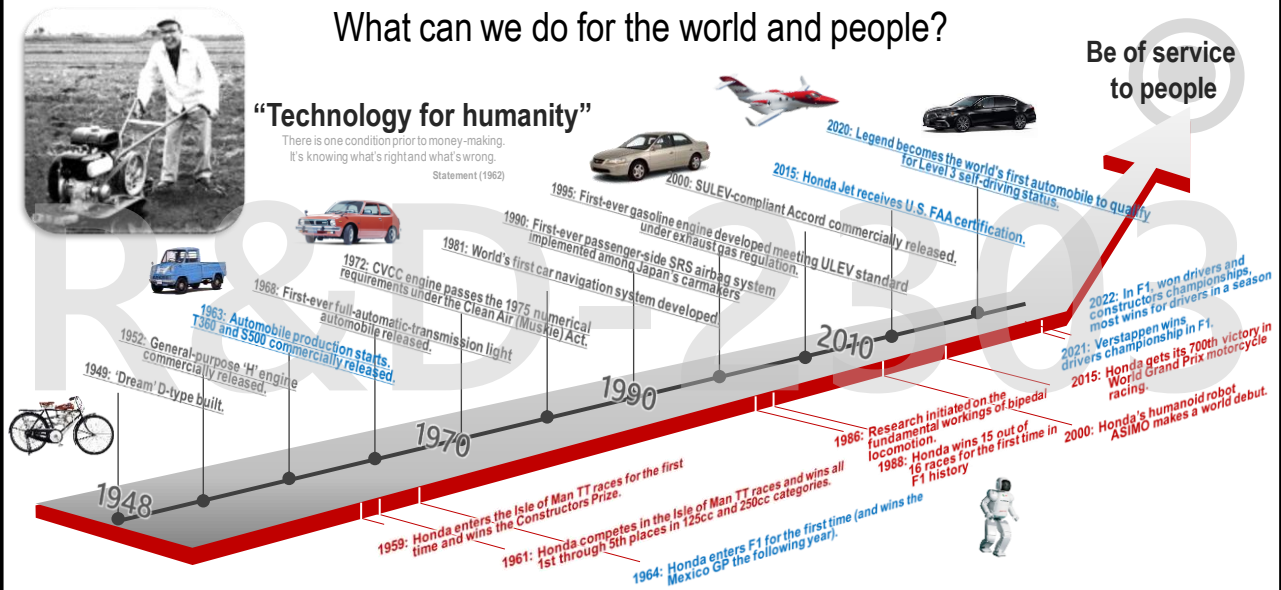 What can we do for the world and people?
Be of service
to people
“Technology for humanity”
There is one condition prior to money-making.
It’s knowing what’s right and what’s wrong.
Statement (1962)
R&D-2303
1949: ‘Dream’ D-type built.
1952: General-purpose ‘H’ engine
commercially released.
1963: Automobile production starts.
T360 and S500 commercially released.
1968: First-ever full-automatic-transmission light
automobile released.
1972: CVCC engine passes the 1975 numerical
requirements under the Clean Air (Muskie) Act.
1981: World’s first car navigation system developed
1990: First-ever passenger-side SRS airbag system
implemented among Japan’s carmakers
1995: First-ever gasoline engine developed meeting ULEV standard
under exhaust gas regulation.
2000: SULEV-compliant Accord commercially released.
2015: Honda Jet receives U.S. FAA certification.
2020: Legend becomes the world’s first automobile to qualify
for Level 3 self-driving status.
1948
1970
1990
2010
1959: Honda enters the Isle of Man TT races for the first
time and wins the Constructors Prize.
1961: Honda competes in the Isle of Man TT races and wins all
1st through 5th places in 125cc and 250cc categories.
1964: Honda enters F1 for the first time (and wins the
Mexico GP the following year).
1986: Research initiated on the
fundamental workings of bipedal
locomotion.
1988: Honda wins 15 out of
16 races for the first time in
F1 history
2000: Honda’s humanoid robot
ASIMO makes a world debut.
2015: Honda gets its 700th victory in
World Grand Prix motorcycle
racing.
2021: Verstappen wins
drivers championship in F1.
2022: In F1, won drivers and
constructors championships,
most wins for drivers in a season